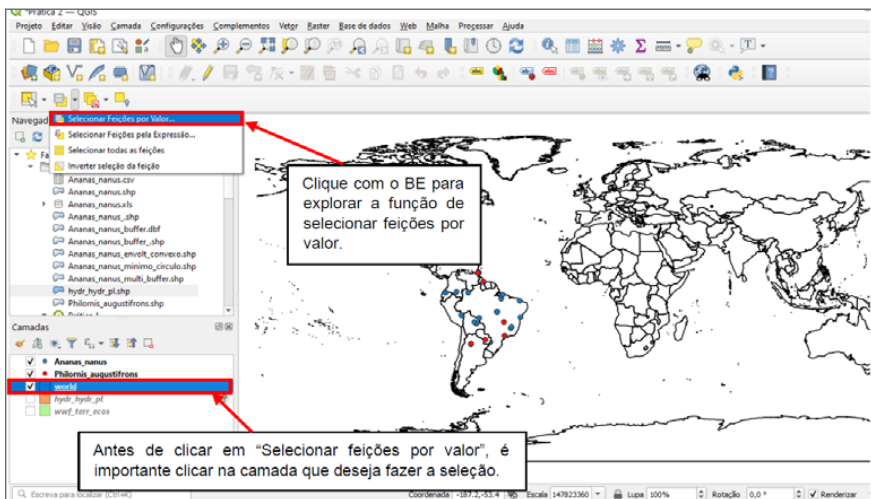 *Prática 2 — QGIS
Projeto Editar Visão Camada Configurações Complementos Vetor Raster Base de dados Web Malha Processar Ajuda
Selecionar Feições por Valor...
Navegad
Selecionar Feições pela Expressão...
Selecionar todas as feições
Fa
Inverter seleção da feição
Ananas_nanus.csv
Ananas_nanus.shp
Ananas_nanus.xls
Ananas_nanus_.shp
Ananas_nanus_buffer.dbf
Ananas_nanus_buffer_.shp
Ananas_nanus_envolt_convexo.shp
Ananas_nanus_minimo_circulo.shp
Ananas_nanus_multi_buffer.shp
hydr_hydr_pl.shp
Philornis_augustifrons.shp
Clique com o BE para
explorar a função de
selecionar feições por
valor.
Camadas
Ananas_nanus
Philornis_augustifrons
world
hydr_hydr_pl
wwf_terr_ecos
Antes de clicar em “Selecionar feições por valor”, é
importante clicar na camada que deseja fazer a seleção.
Escreva para localizar (Ctrl+K)
Coordenada -187.2,-53.4 Escala 147823360 Lupa 100% Rotação 0,0 ° Renderizar